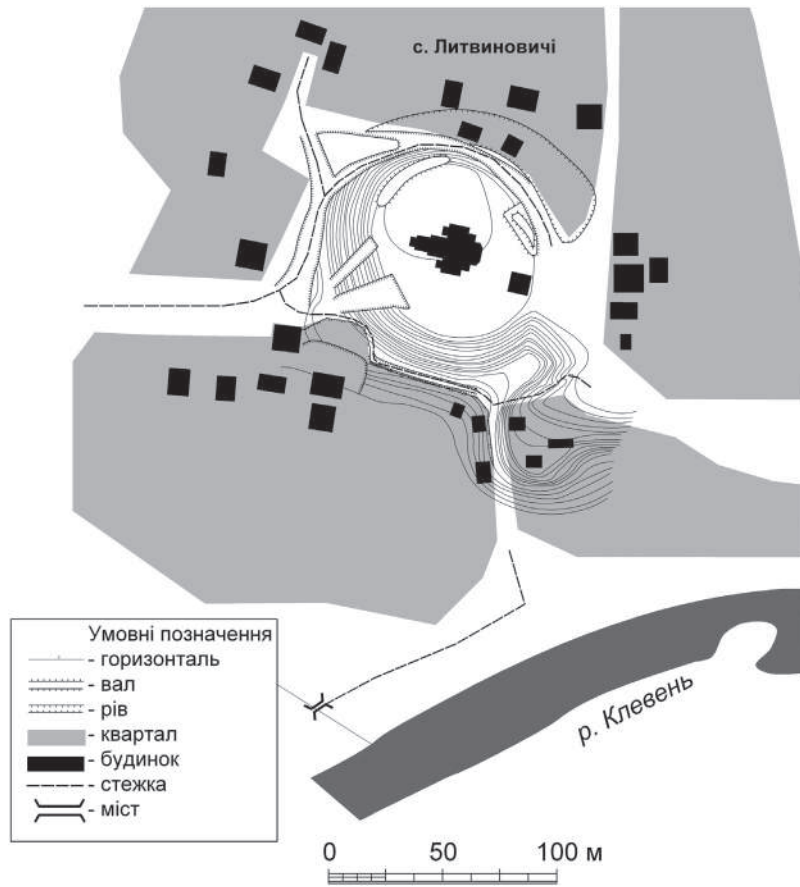 с. Литвиновичі
Умовні позначення
- горизонталь
- вал
- рів
- квартал
- будинок
- стежка
- міст
р. Клевень
0 50 100 м